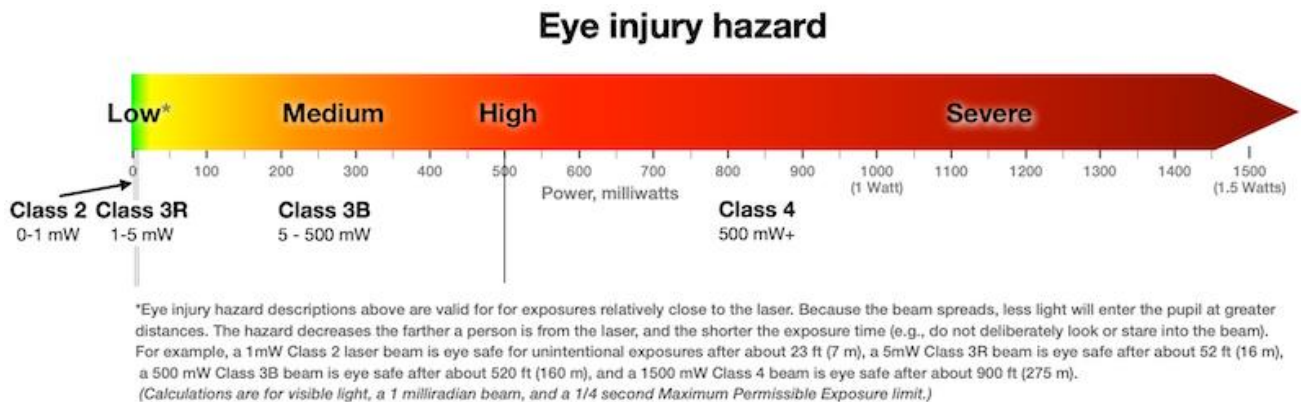 Eye injury hazard
Low* Medium High Severe
0 100 200 300 400 500 600 700 800 900 1000 1100 1200 1300 1400 1500
Power, milliwatts (1 Watt) (1.5 Watts)
Class 2 Class 3R Class 3B Class 4
0-1 mW 1-5 mW 5 - 500 mW 500 mW+
*Eye injury hazard descriptions above are valid for for exposures relatively close to the laser. Because the beam spreads, less light will enter the pupil at greater
distances. The hazard decreases the farther a person is from the laser, and the shorter the exposure time (e.g., do not deliberately look or stare into the beam).
For example, a 1mW Class 2 laser beam is eye safe for unintentional exposures after about 23 ft (7 m), a 5mW Class 3R beam is eye safe after about 52 ft (16 m),
a 500 mW Class 3B beam is eye safe after about 520 ft (160 m), and a 1500 mW Class 4 beam is eye safe after about 900 ft (275 m).
(Calculations are for visible light, a 1 milliradian beam, and a 1/4 second Maximum Permissible Exposure limit.)